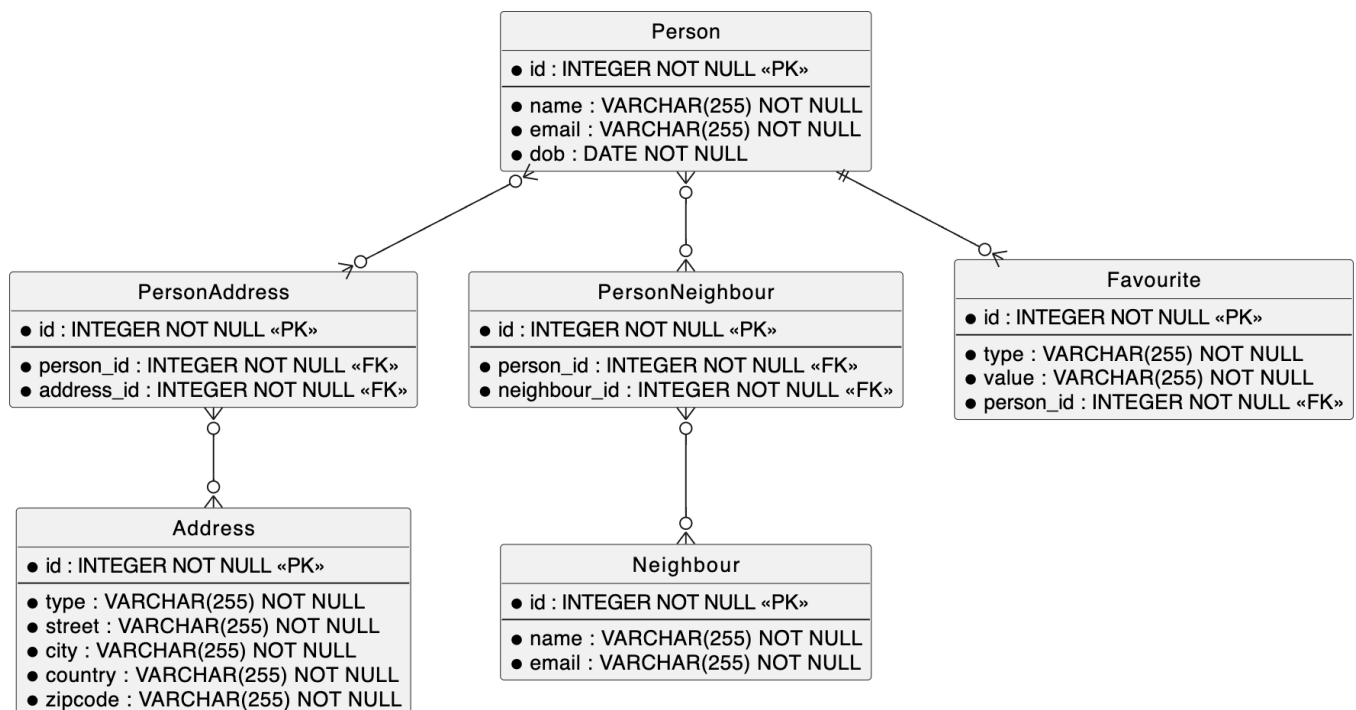 Person
id : INTEGER NOT NULL «PK»
name : VARCHAR(255) NOT NULL
email : VARCHAR(255) NOT NULL
dob : DATE NOT NULL
PersonAddress
id : INTEGER NOT NULL «PK»
person_id : INTEGER NOT NULL «FK»
address_id : INTEGER NOT NULL «FK»
PersonNeighbour
id : INTEGER NOT NULL «PK»
person_id : INTEGER NOT NULL «FK»
neighbour_id : INTEGER NOT NULL «FK»
Favourite
id : INTEGER NOT NULL «PK»
type : VARCHAR(255) NOT NULL
value : VARCHAR(255) NOT NULL
person_id : INTEGER NOT NULL «FK»
Address
id : INTEGER NOT NULL «PK»
type : VARCHAR(255) NOT NULL
street : VARCHAR(255) NOT NULL
city : VARCHAR(255) NOT NULL
country : VARCHAR(255) NOT NULL
zipcode : VARCHAR(255) NOT NULL
Neighbour
id : INTEGER NOT NULL «PK»
name : VARCHAR(255) NOT NULL
email : VARCHAR(255) NOT NULL